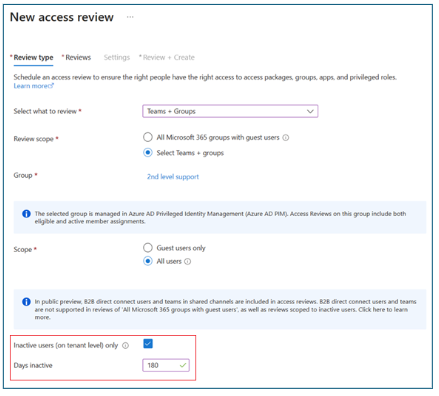 New access review ...
*Review type *Reviews Settings *Review + Create
Schedule an access review to ensure the right people have the right access to access packages, groups, apps, and privileged roles.
Learn more
Select what to review * Teams + Groups
Review scope * All Microsoft 365 groups with guest users
Select Teams + groups
Group * 2nd level support
The selected group is managed in Azure AD Privileged Identity Management (Azure AD PIM). Access Reviews on this group include both
eligible and active member assignments.
Scope * Guest users only
All users
In public preview, B2B direct connect users and teams in shared channels are included in access reviews. B2B direct connect users and teams
are not supported in reviews of 'All Microsoft 365 groups with guest users', as well as reviews scoped to inactive users. Click here to learn
more.
Inactive users (on tenant level) only
Days inactive 180